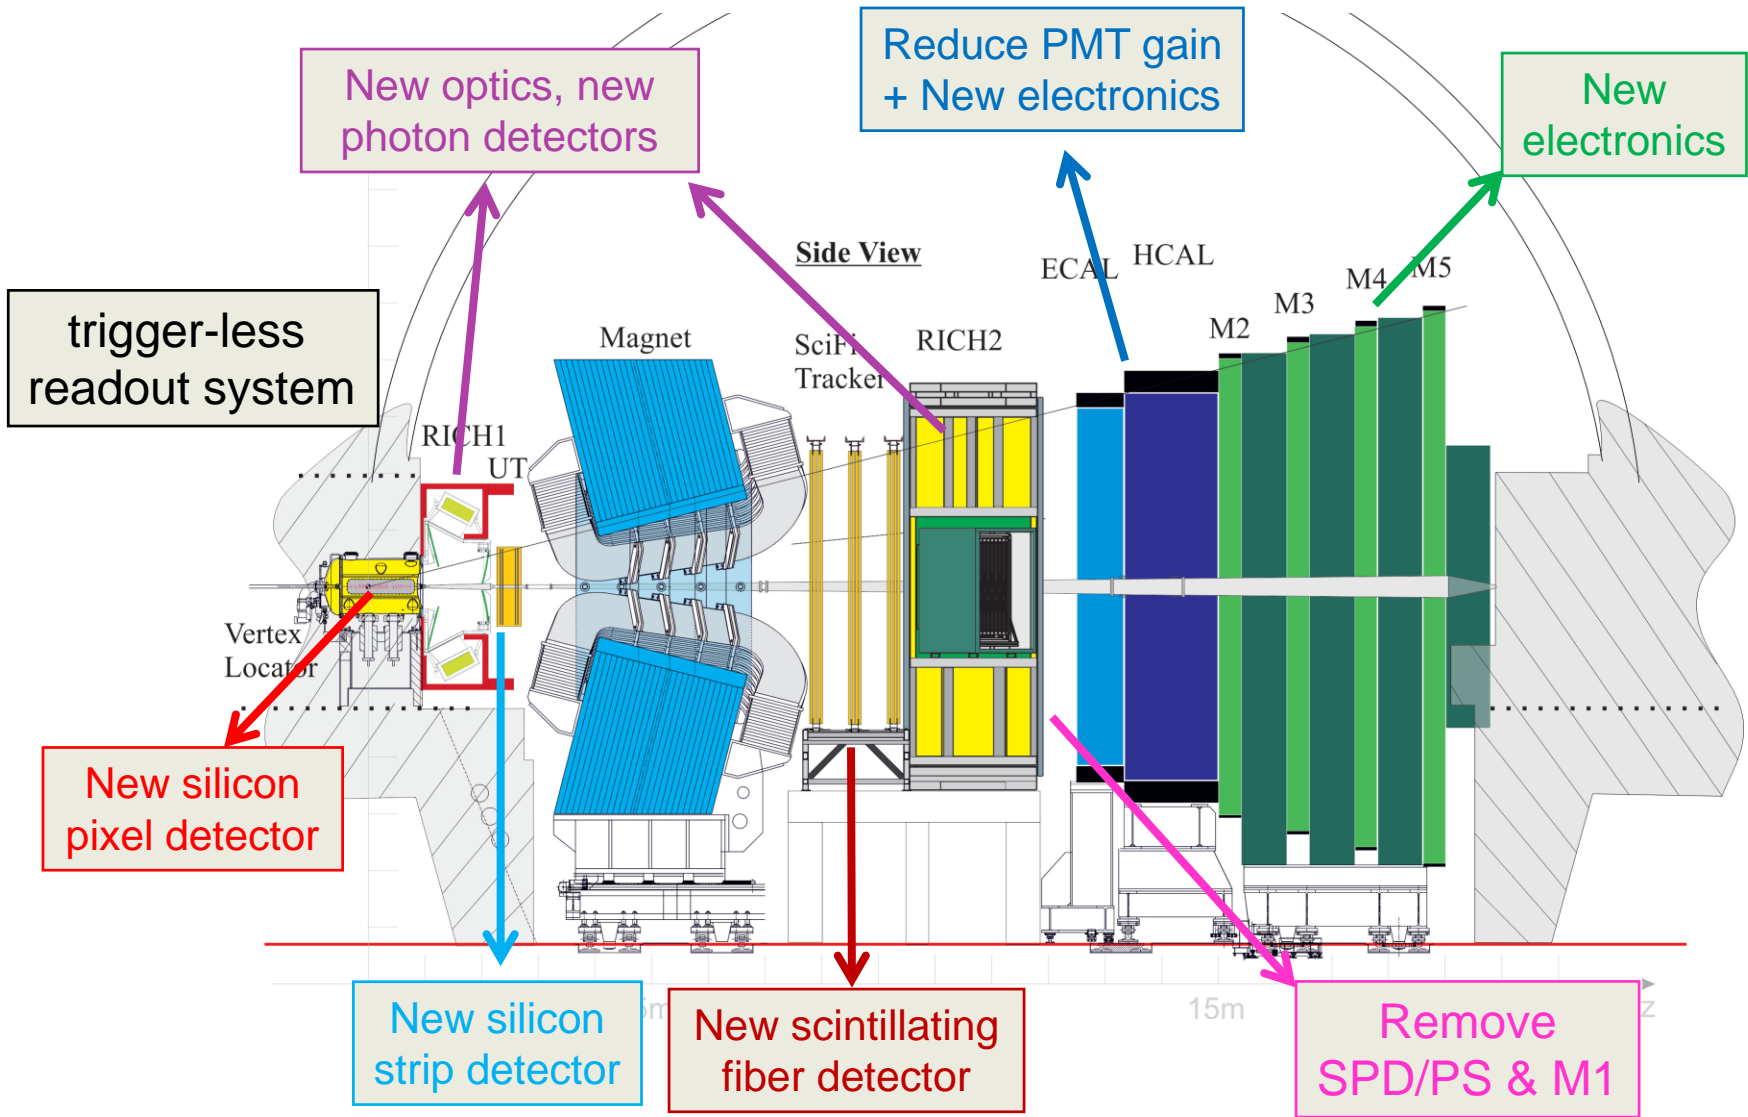 New optics, new
photon detectors
Reduce PMT gain
+ New electronics
New
electronics
Side View
ECAL
HCAL
M4
M5
M3
M2
trigger-less
readout system
Magnet
SciFi
Tracker
RICH2
RICH1
UT
Vertex
Locator
New silicon
pixel detector
5m
15m
z
New silicon
strip detector
New scintillating
fiber detector
Remove
SPD/PS & M1